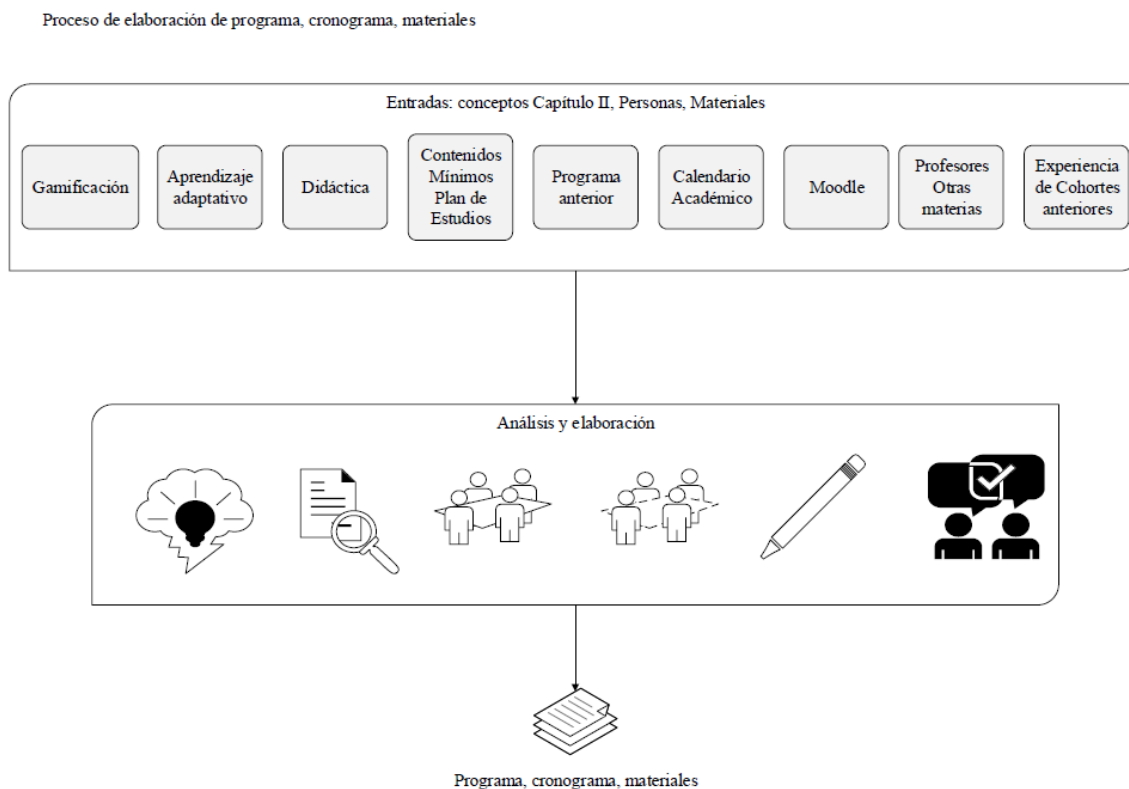 Proceso de elaboración de programa, cronograma, materiales
Entradas: conceptos Capítulo II, Personas, Materiales
Gamificación
Aprendizaje
adaptativo
Didáctica
Contenidos
Mínimos
Plan de
Estudios
Programa
anterior
Calendario
Académico
Moodle
Profesores
Otras
materias
Experiencia
de Cohortes
anteriores
Análisis y elaboración
Programa, cronograma, materiales